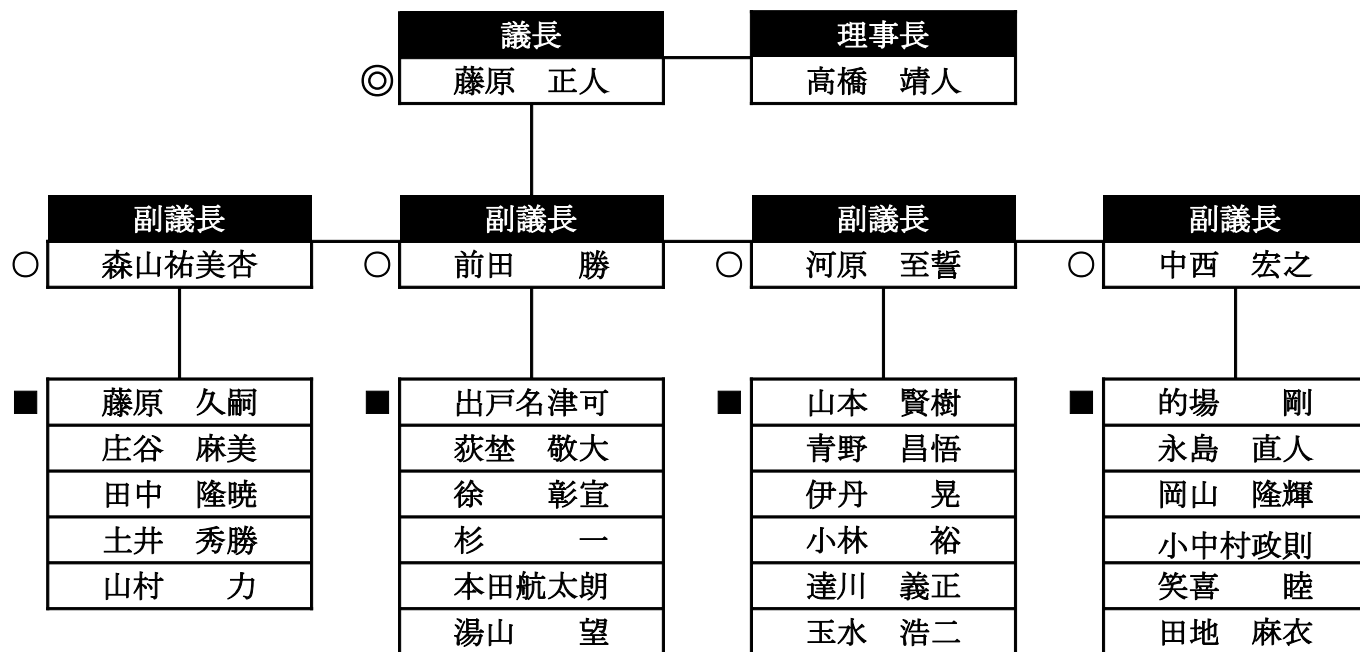 議長 理事長
◎ 藤原 正人 高橋 靖人
副議長 副議長 副議長 副議長
○ 森山祐美杏 ○ 前田 勝 ○ 河原 至誓 ○ 中西 宏之
■ 藤原 久嗣 ■ 出戸名津可 ■ 山本 賢樹 ■ 的場 剛
庄谷 麻美 荻埜 敬大 青野 昌悟 永島 直人
田中 隆暁 徐 彰宣 伊丹 晃 岡山 隆輝
土井 秀勝 杉 一 小林 裕 小中村政則
山村 力 本田航太朗 達川 義正 笑喜 睦
湯山 望 玉水 浩二 田地 麻衣